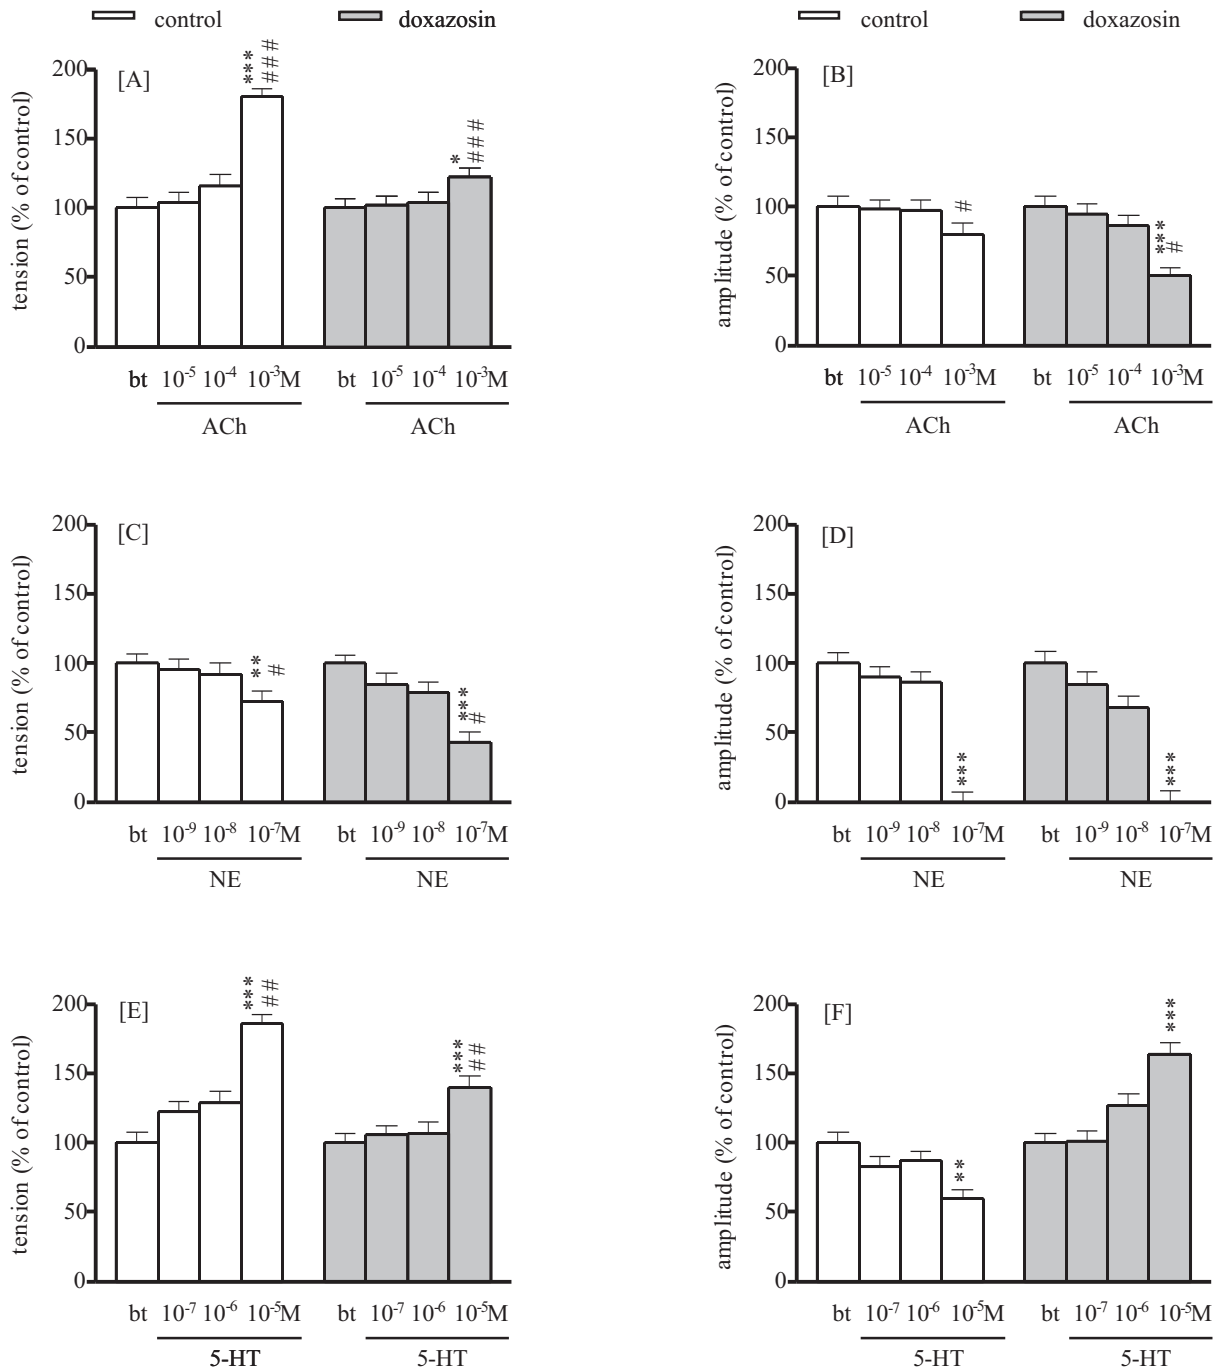 control doxazosin control doxazosin
[A]
tension (% of control)
200
150
100
50
0
***
###
*
###
bt 10⁻⁵ 10⁻⁴ 10⁻³M bt 10⁻⁵ 10⁻⁴ 10⁻³M
ACh ACh
[B]
amplitude (% of control)
200
150
100
50
0
#
***
#
bt 10⁻⁵ 10⁻⁴ 10⁻³M bt 10⁻⁵ 10⁻⁴ 10⁻³M
ACh ACh
[C]
tension (% of control)
200
150
100
50
0
**
#
***
#
bt 10⁻⁹ 10⁻⁸ 10⁻⁷M bt 10⁻⁹ 10⁻⁸ 10⁻⁷M
NE NE
[D]
amplitude (% of control)
200
150
100
50
0
***
***
bt 10⁻⁹ 10⁻⁸ 10⁻⁷M bt 10⁻⁹ 10⁻⁸ 10⁻⁷M
NE NE
[E]
tension (% of control)
200
150
100
50
0
***
##
***
##
bt 10⁻⁷ 10⁻⁶ 10⁻⁵M bt 10⁻⁷ 10⁻⁶ 10⁻⁵M
5-HT 5-HT
[F]
amplitude (% of control)
200
150
100
50
0
**
***
bt 10⁻⁷ 10⁻⁶ 10⁻⁵M bt 10⁻⁷ 10⁻⁶ 10⁻⁵M
5-HT 5-HT